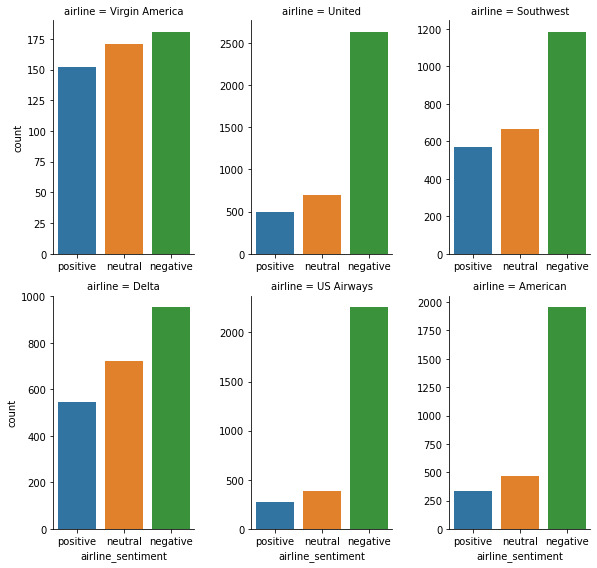 airline = Virgin America
count
175
150
125
100
75
50
25
0
positive neutral negative
airline = United
2500
2000
1500
1000
500
0
positive neutral negative
airline = Southwest
1200
1000
800
600
400
200
0
positive neutral negative
airline = Delta
count
1000
800
600
400
200
0
positive neutral negative
airline_sentiment
airline = US Airways
2000
1500
1000
500
0
positive neutral negative
airline_sentiment
airline = American
2000
1750
1500
1250
1000
750
500
250
0
positive neutral negative
airline_sentiment